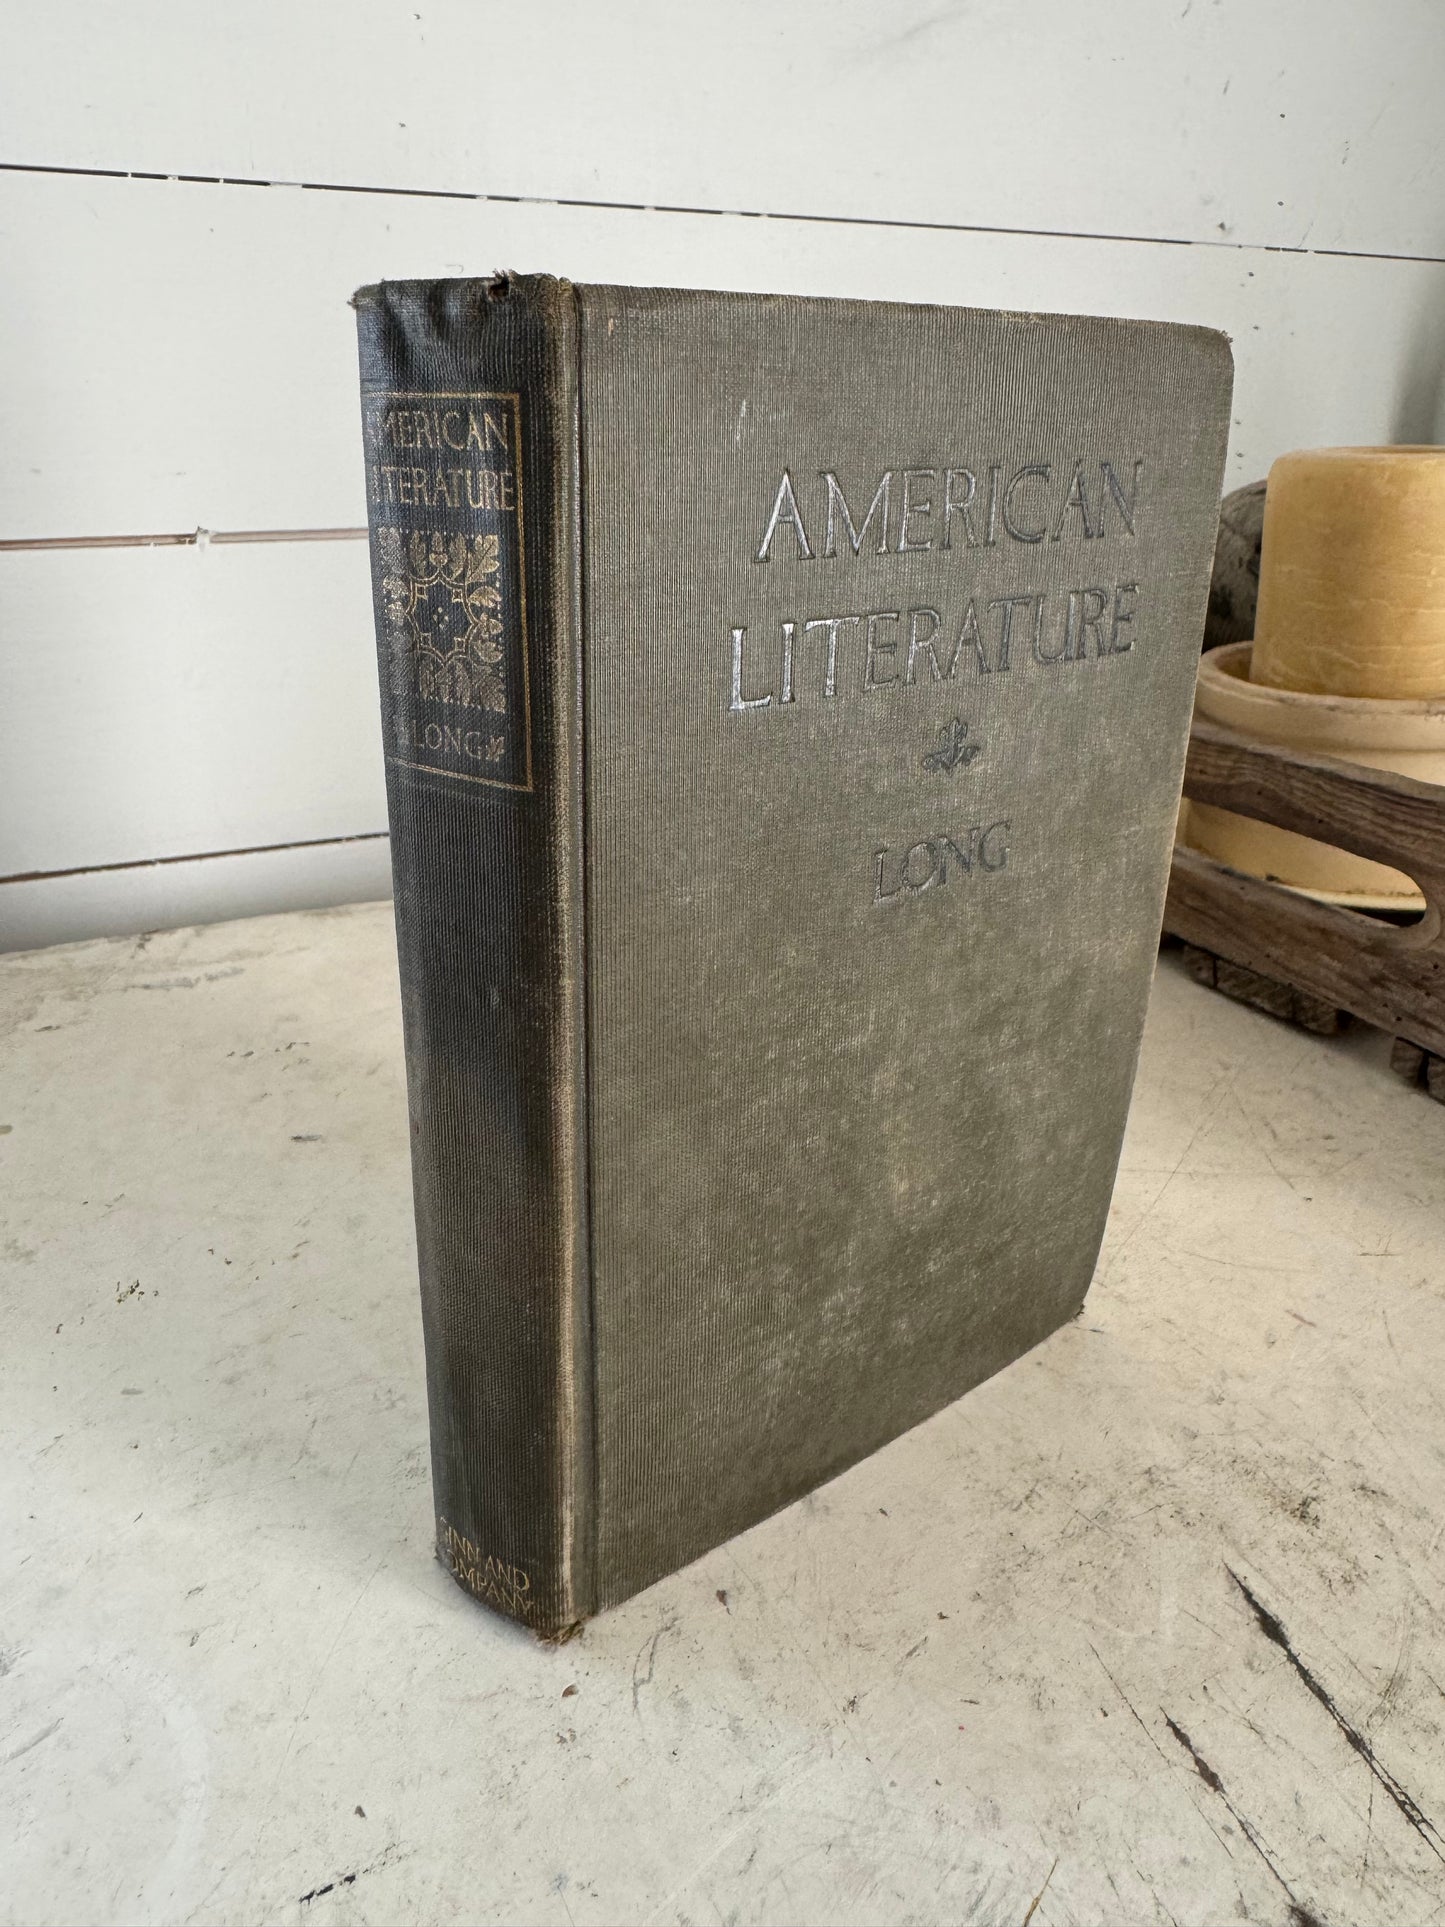 AMERICAN
LITERATURE
LONG
AMERICAN
LITERATURE
LONG
GINN AND
COMPANY